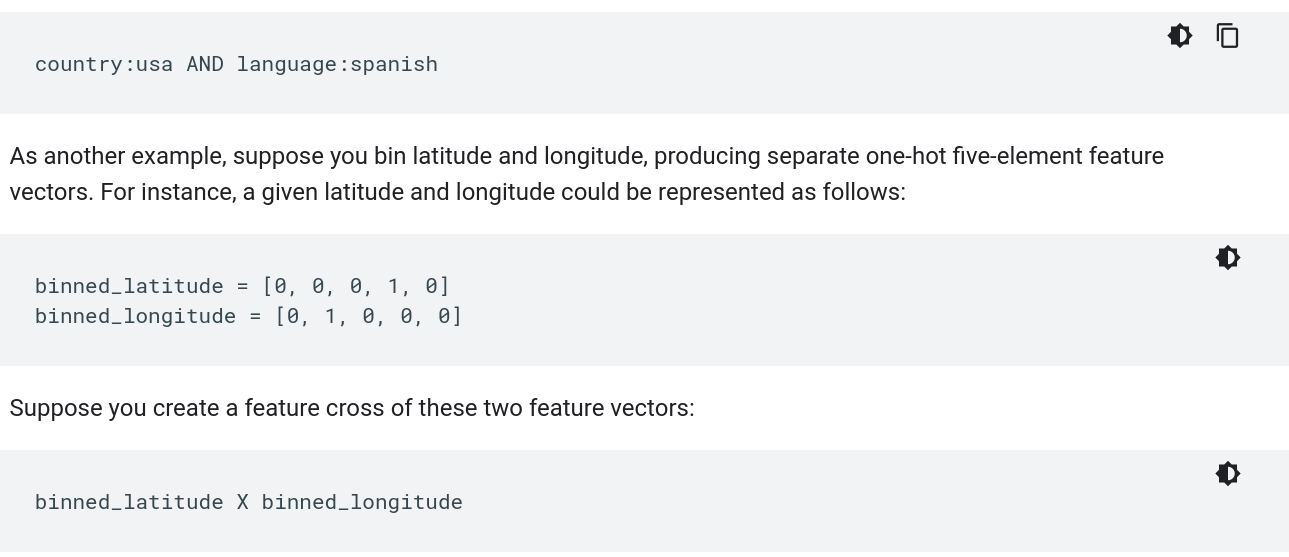 country:usa AND language:spanish
As another example, suppose you bin latitude and longitude, producing separate one-hot five-element feature
vectors. For instance, a given latitude and longitude could be represented as follows:
binned_latitude = [0, 0, 0, 1, 0]
binned_longitude = [0, 1, 0, 0, 0]
Suppose you create a feature cross of these two feature vectors:
binned_latitude X binned_longitude